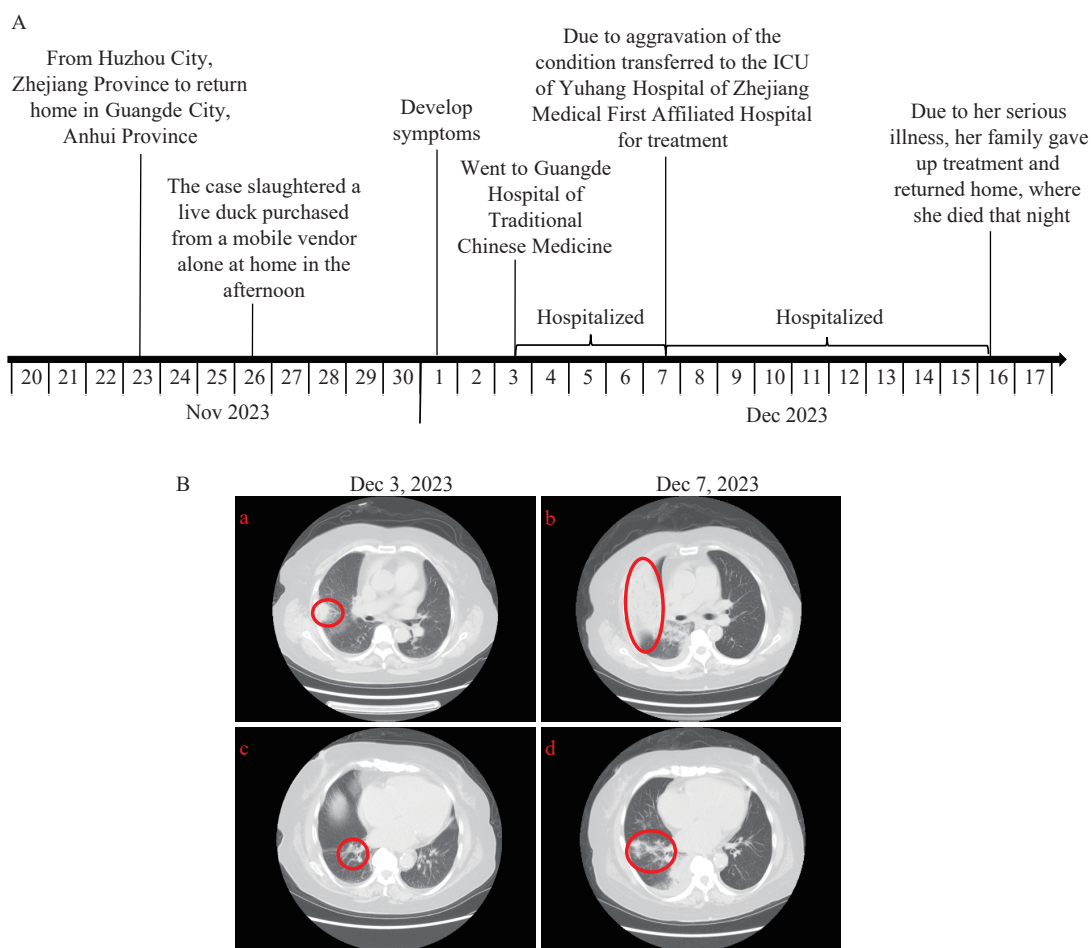 A
From Huzhou City,
Zhejiang Province to return
home in Guangde City,
Anhui Province
The case slaughtered a
live duck purchased
from a mobile vendor
alone at home in the
afternoon
Develop
symptoms
Went to Guangde
Hospital of
Traditional
Chinese Medicine
Due to aggravation of the
condition transferred to the ICU
of Yuhang Hospital of Zhejiang
Medical First Affiliated Hospital
for treatment
Due to her serious
illness, her family gave
up treatment and
returned home, where
she died that night
Hospitalized
Hospitalized
20 21 22 23 24 25 26 27 28 29 30 1 2 3 4 5 6 7 8 9 10 11 12 13 14 15 16 17
Nov 2023
Dec 2023
B
Dec 3, 2023
Dec 7, 2023
a
b
c
d